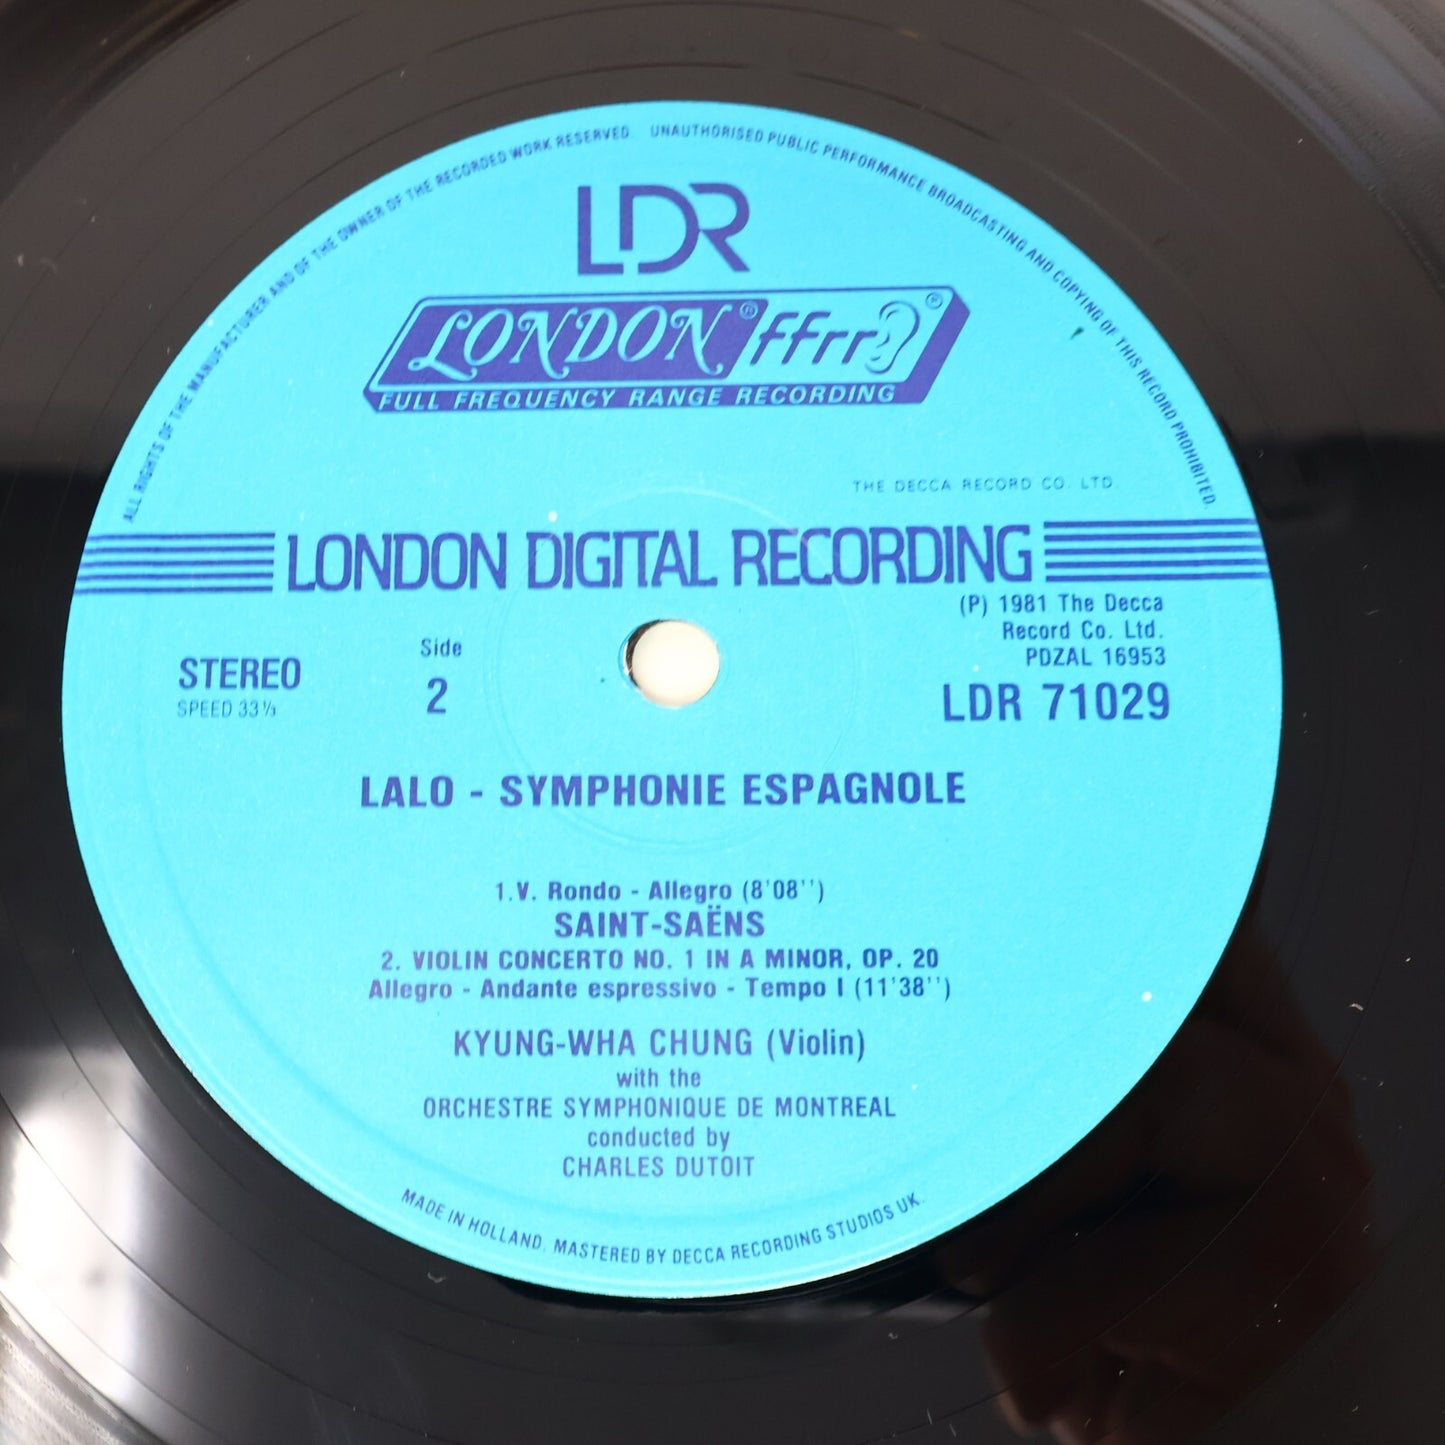 ALL RIGHTS OF THE MANUFACTURER AND OF THE OWNER OF THE RECORDED WORK RESERVED. UNAUTHORISED PUBLIC PERFORMANCE BROADCASTING AND COPYING OF THIS RECORD PROHIBITED.
LDR
LONDON® ffrr®
FULL FREQUENCY RANGE RECORDING
THE DECCA RECORD CO. LTD.
LONDON DIGITAL RECORDING
(P) 1981 The Decca
Record Co. Ltd.
PDZAL 16953
STEREO
SPEED 33⅓
Side
2
LDR 71029
LALO - SYMPHONIE ESPAGNOLE
1.V. Rondo - Allegro (8'08'')
SAINT-SAËNS
2. VIOLIN CONCERTO NO. 1 IN A MINOR, OP. 20
Allegro - Andante espressivo - Tempo I (11'38'')
KYUNG-WHA CHUNG (Violin)
with the
ORCHESTRE SYMPHONIQUE DE MONTREAL
conducted by
CHARLES DUTOIT
MADE IN HOLLAND. MASTERED BY DECCA RECORDING STUDIOS UK.